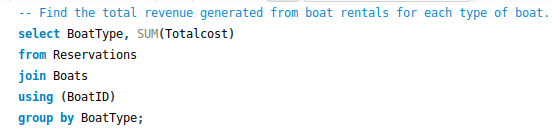 -- Find the total revenue generated from boat rentals for each type of boat.
select BoatType, SUM(Totalcost)
from Reservations
join Boats
using (BoatID)
group by BoatType;